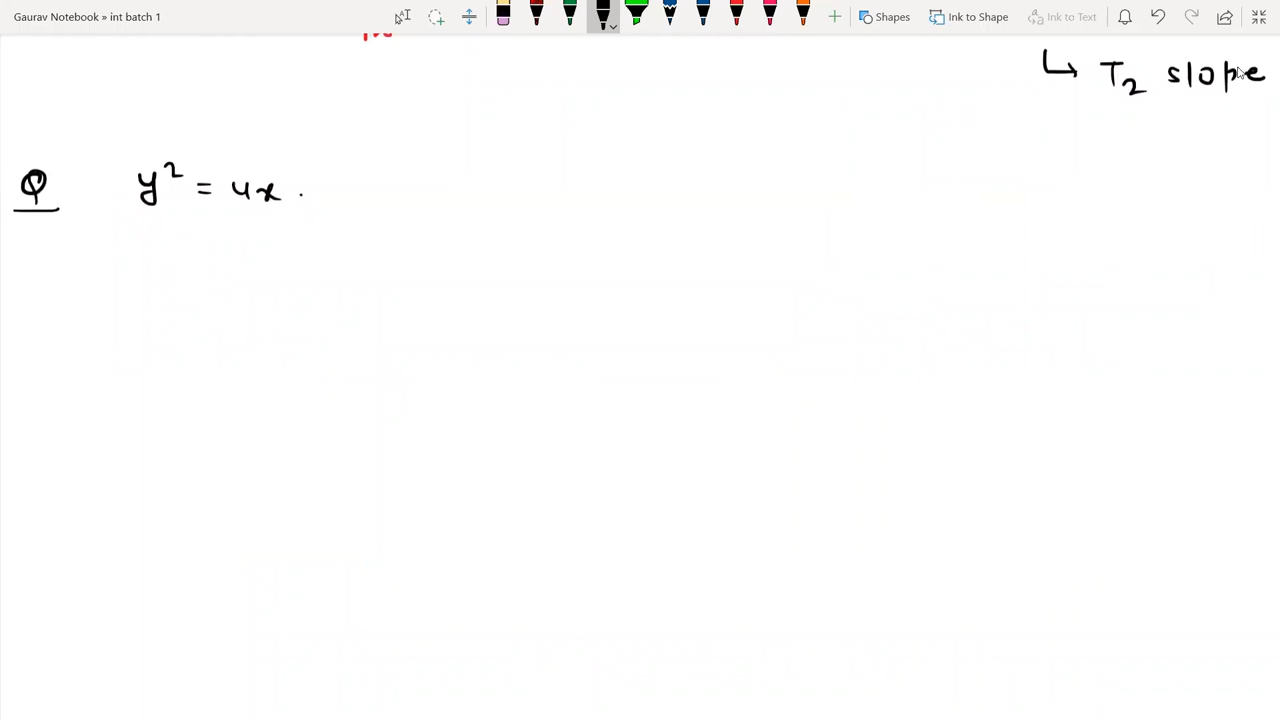 Gaurav Notebook » int batch 1
Shapes
Ink to Shape
Ink to Text
↳ T₂ slope
Q y² = 4x .